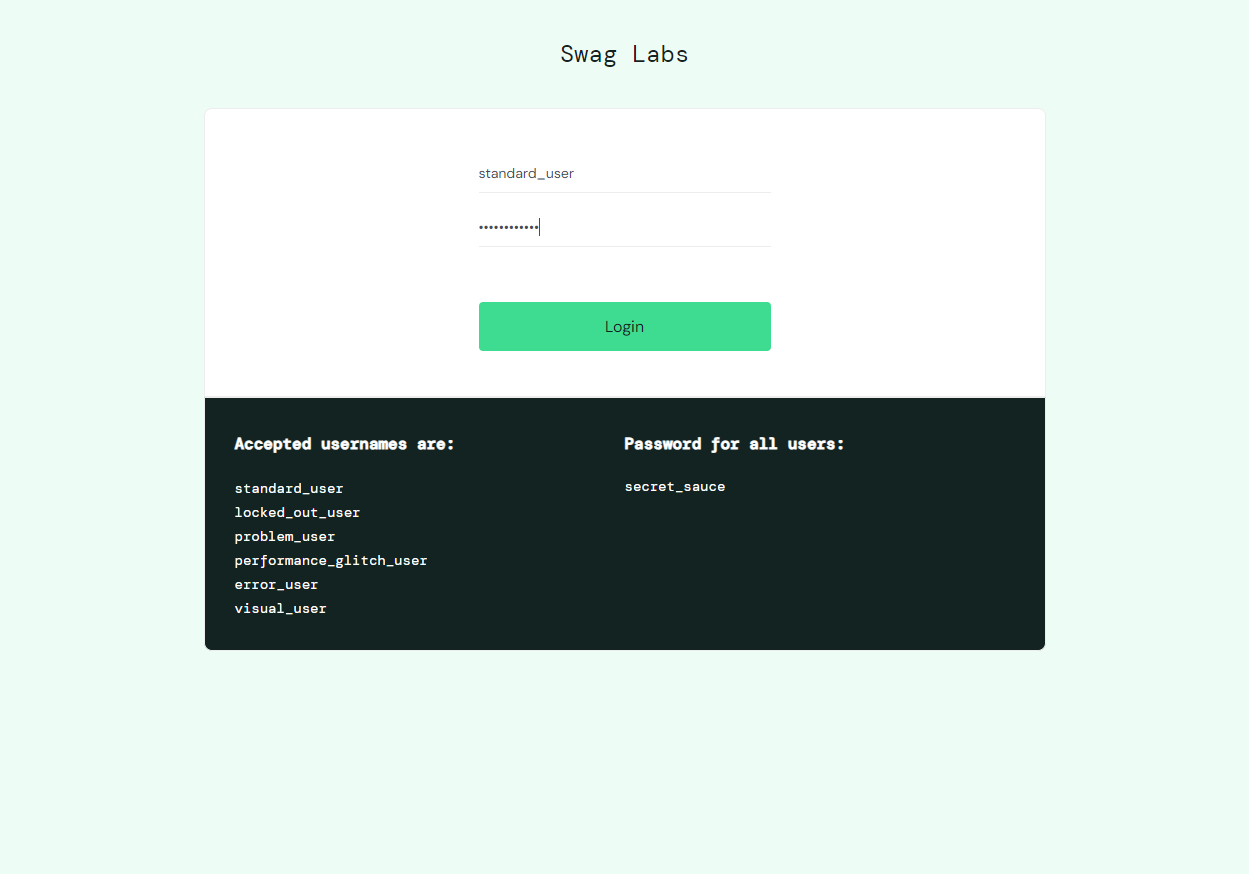 Swag Labs
standard_user
••••••••••••
Login
Accepted usernames are:
standard_user
locked_out_user
problem_user
performance_glitch_user
error_user
visual_user
Password for all users:
secret_sauce